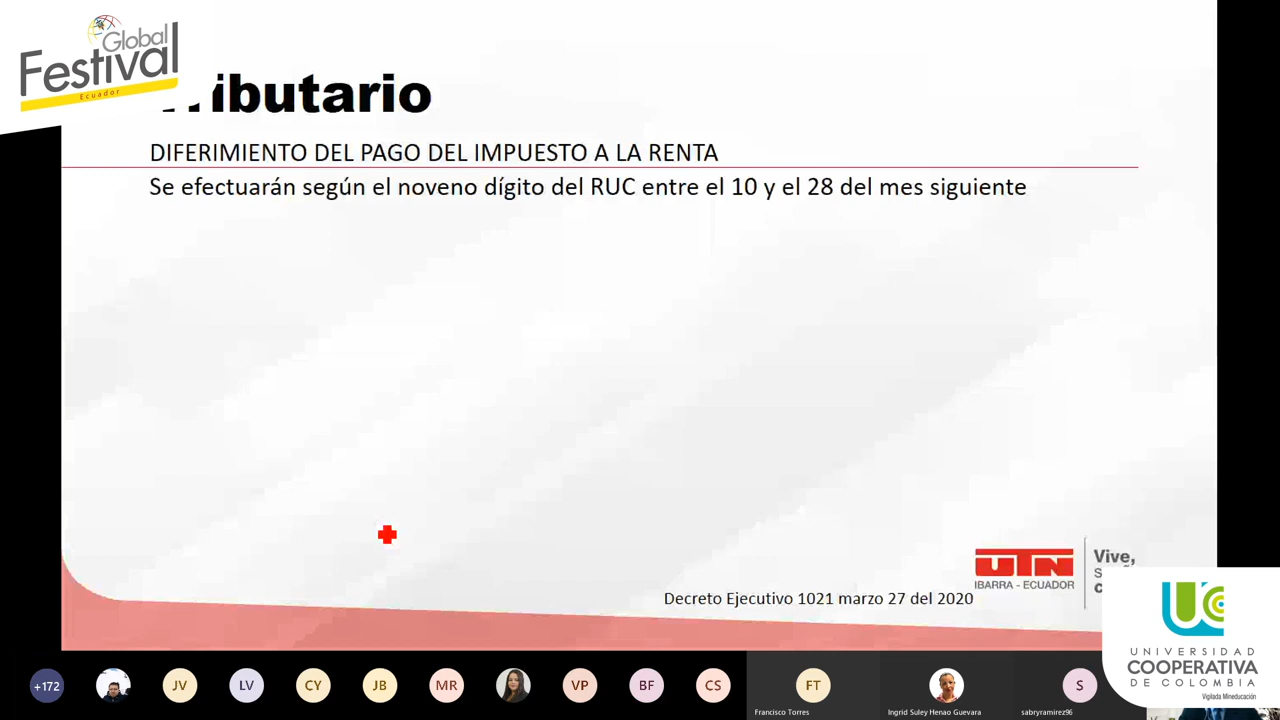 Global
Festival
Ecuador
Tributario
DIFERIMIENTO DEL PAGO DEL IMPUESTO A LA RENTA
Se efectuarán según el noveno dígito del RUC entre el 10 y el 28 del mes siguiente
UTN
IBARRA - ECUADOR
Vive,
Decreto Ejecutivo 1021 marzo 27 del 2020
UNIVERSIDAD
COOPERATIVA
DE COLOMBIA
Vigilada Mineducación
+172
JV
LV
CY
JB
MR
VP
BF
CS
FT
S
Francisco Torres
Ingrid Suley Henao Guevara
sabryramirez96